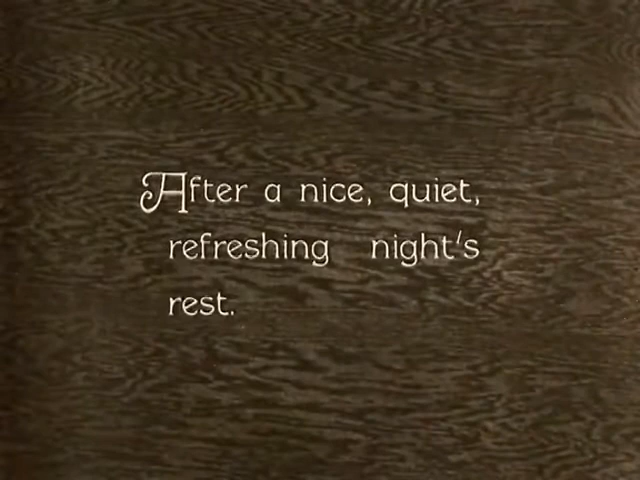 After a nice, quiet,
refreshing night's
rest.